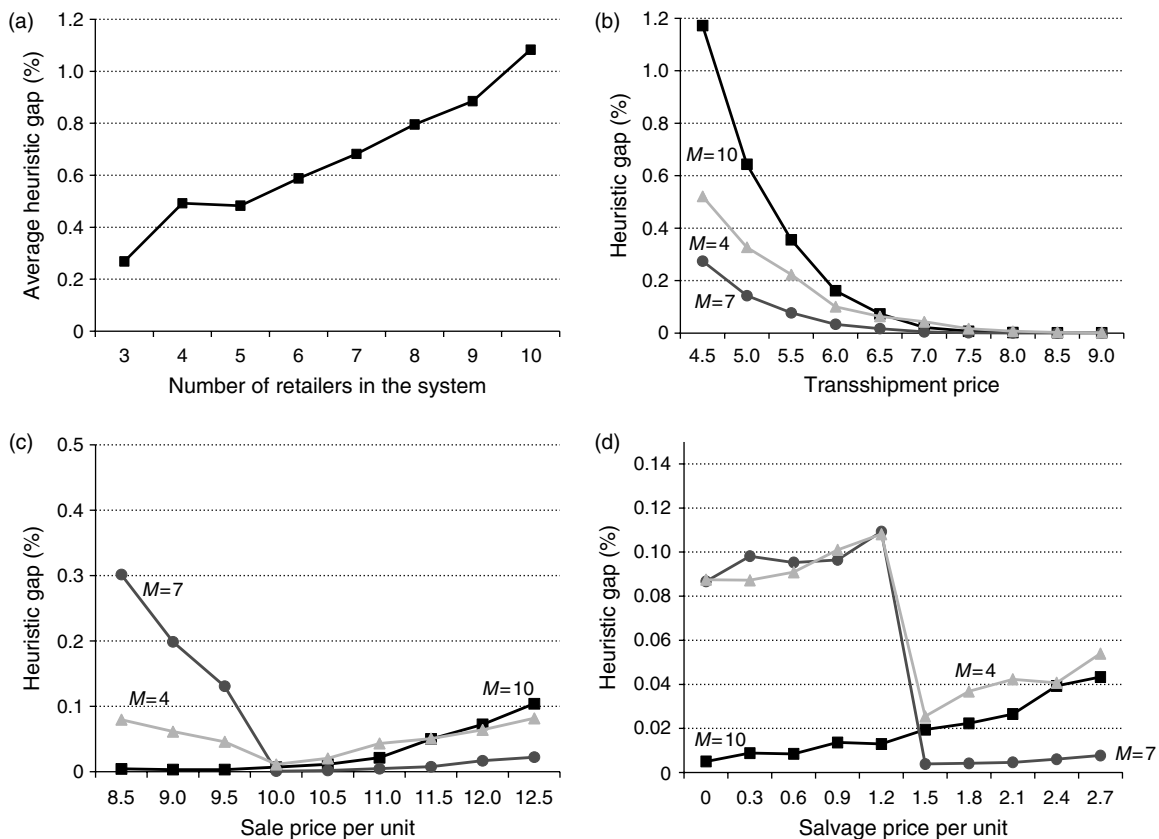 (a)
Average heuristic gap (%)
1.2
1.0
0.8
0.6
0.4
0.2
0
3 4 5 6 7 8 9 10
Number of retailers in the system
(b)
Heuristic gap (%)
1.2
1.0
0.8
0.6
0.4
0.2
0
M=10
M=4
M=7
4.5 5.0 5.5 6.0 6.5 7.0 7.5 8.0 8.5 9.0
Transshipment price
(c)
Heuristic gap (%)
0.5
0.4
0.3
0.2
0.1
0
M=7
M=4
M=10
8.5 9.0 9.5 10.0 10.5 11.0 11.5 12.0 12.5
Sale price per unit
(d)
Heuristic gap (%)
0.14
0.12
0.10
0.08
0.06
0.04
0.02
0
M=4
M=10
M=7
0 0.3 0.6 0.9 1.2 1.5 1.8 2.1 2.4 2.7
Salvage price per unit